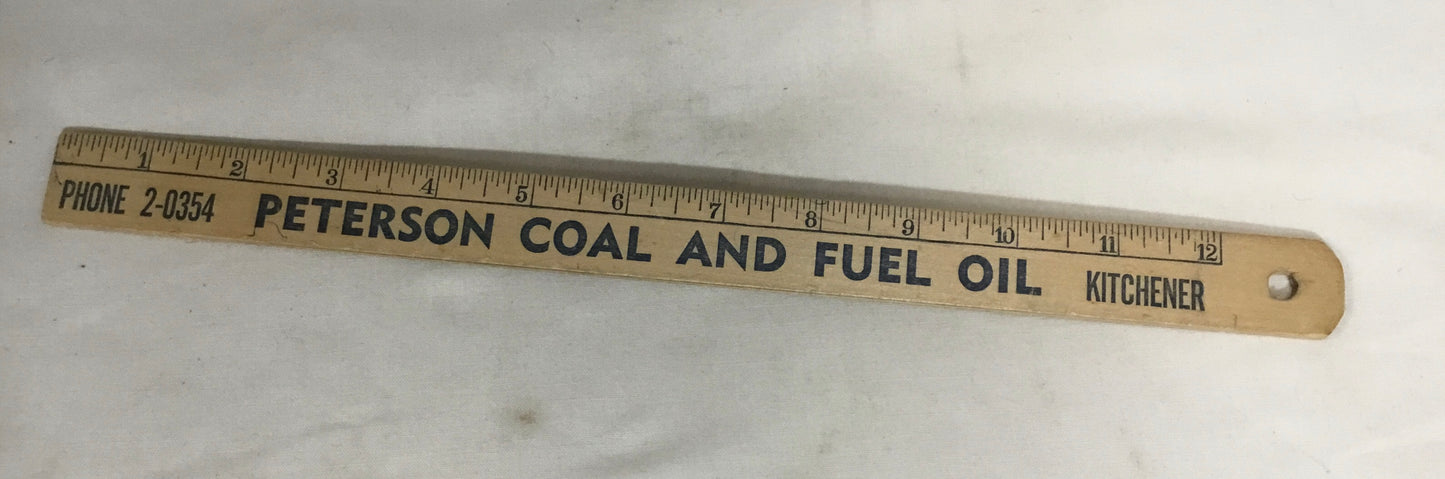 1 2 3 4 5 6 7 8 9 10 11 12
PHONE 2-0354 PETERSON COAL AND FUEL OIL KITCHENER